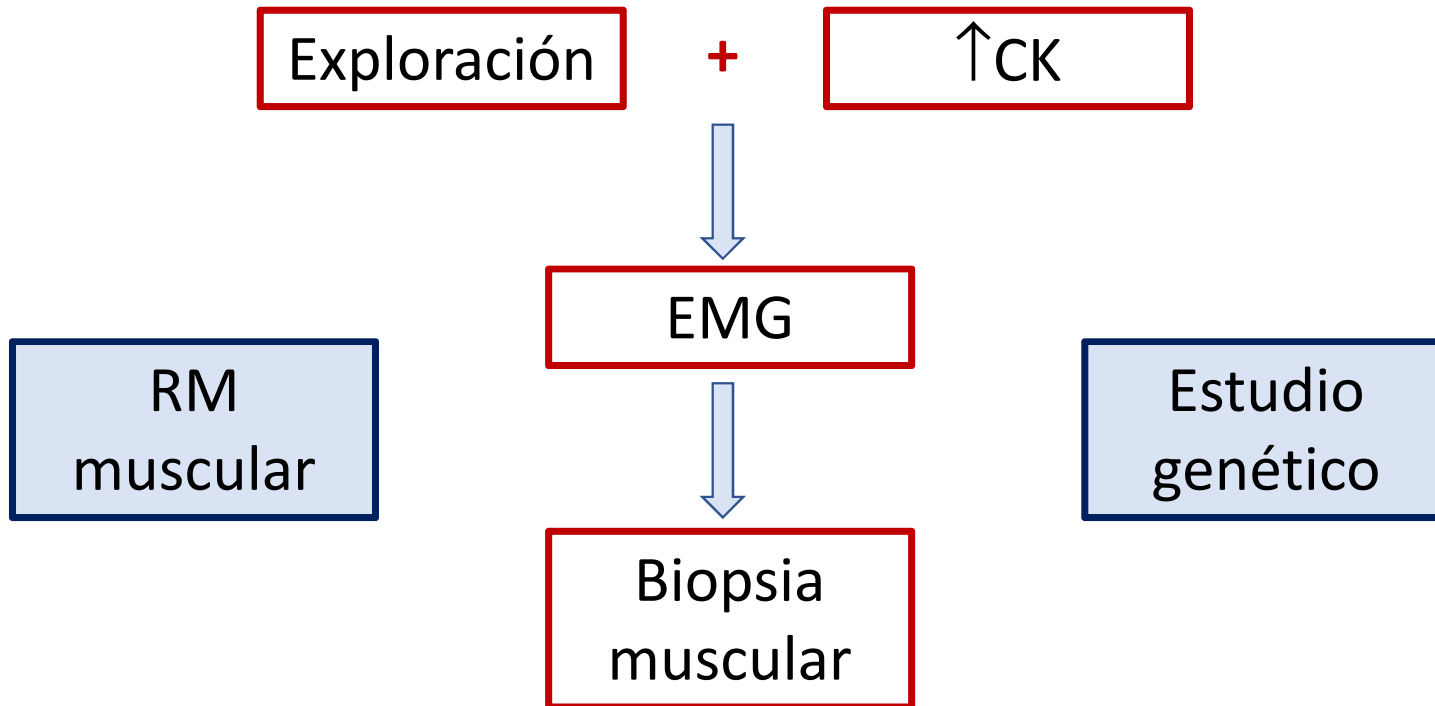 Exploración + ↑CK
EMG
RM
muscular
Estudio
genético
Biopsia
muscular